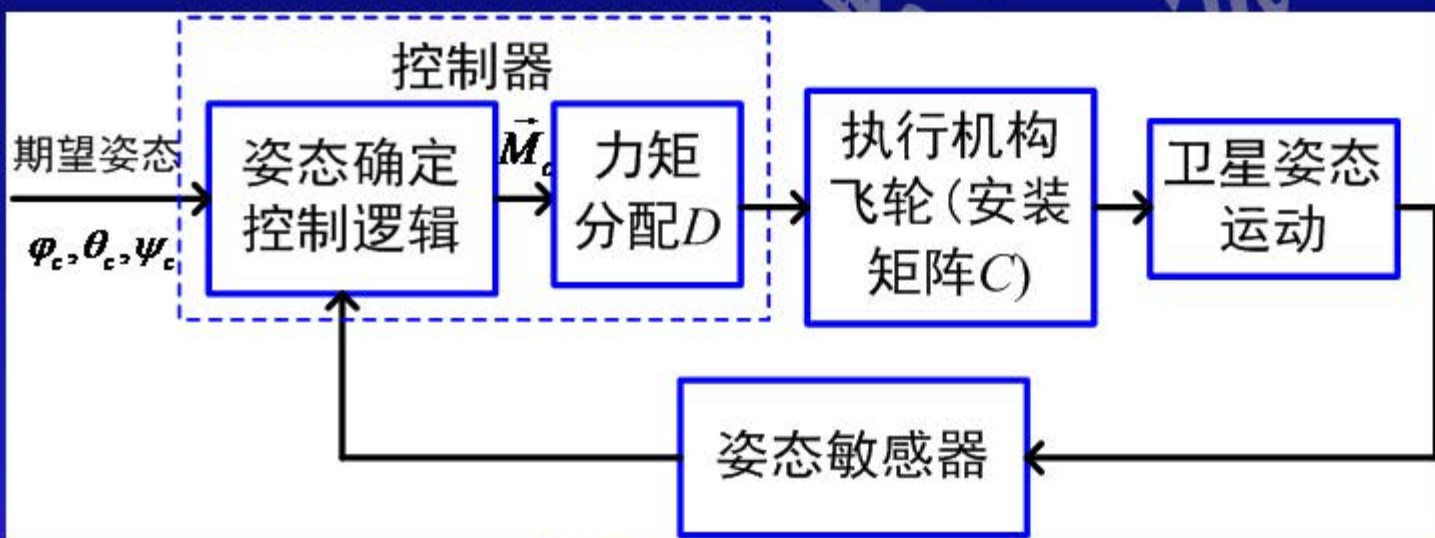 控制器
期望姿态
φc,θc,ψc
姿态确定
控制逻辑
M⃗c
力矩
分配D
执行机构
飞轮(安装
矩阵C)
卫星姿态
运动
姿态敏感器